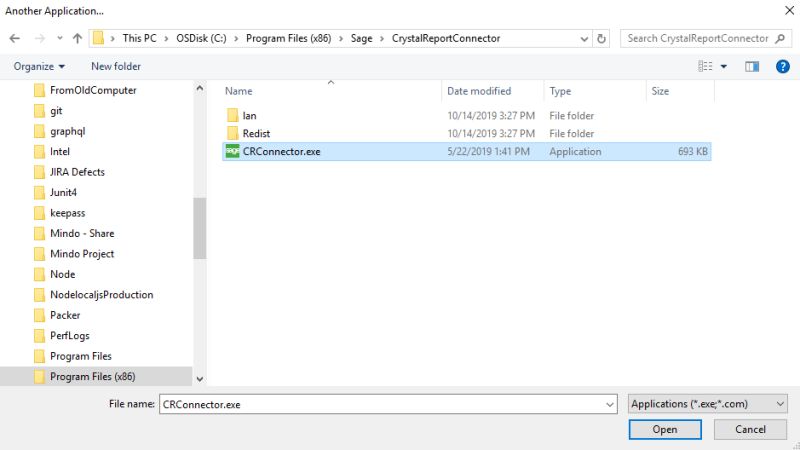 Another Application...
This PC > OSDisk (C:) > Program Files (x86) > Sage > CrystalReportConnector
Search CrystalReportConnector
Organize
New folder
?
Name Date modified Type Size
FromOldComputer
git
graphql
Intel
JIRA Defects
Junit4
keepass
Mindo - Share
Mindo Project
Node
NodelocaljsProduction
Packer
PerfLogs
Program Files
Program Files (x86)
lan 10/14/2019 3:27 PM File folder
Redist 10/14/2019 3:27 PM File folder
sage CRConnector.exe 5/22/2019 1:41 PM Application 693 KB
File name: CRConnector.exe
Applications (*.exe;*.com)
Open
Cancel